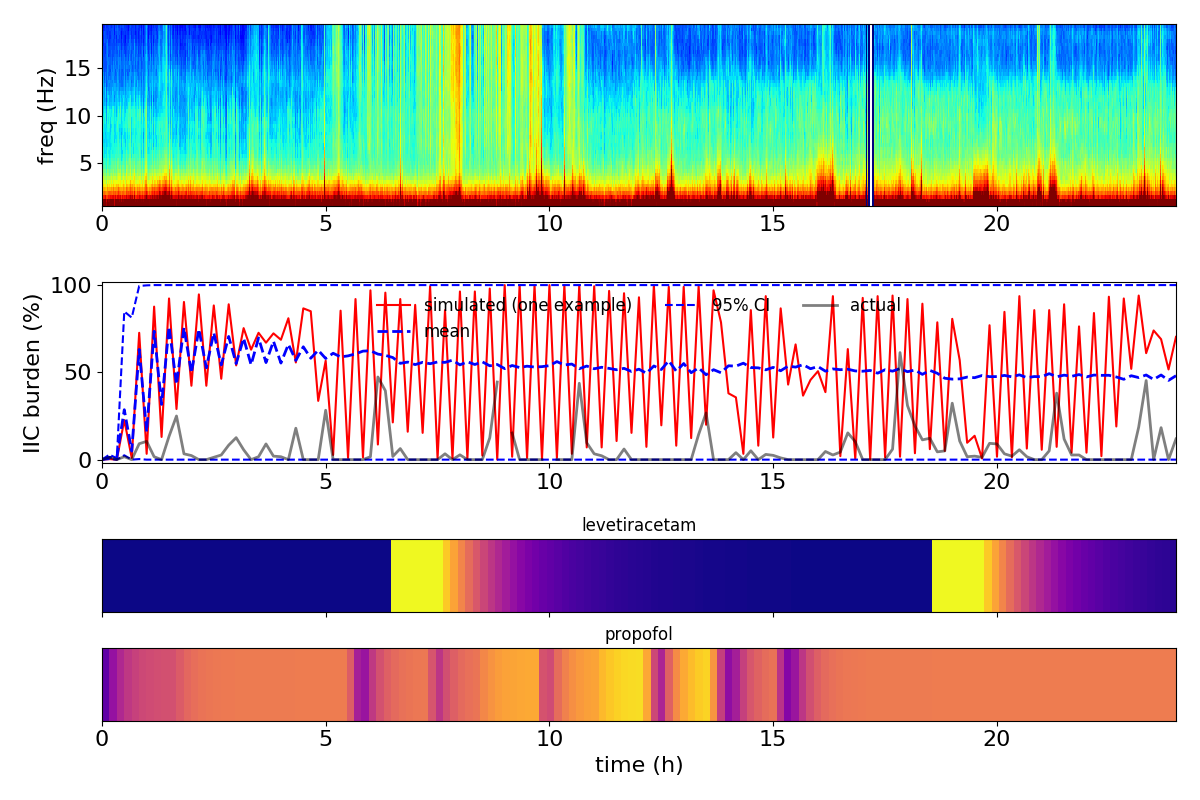 freq (Hz)
15
10
5
0 5 10 15 20
IIC burden (%)
100
50
0
simulated (one example) 95% CI actual
mean
0 5 10 15 20
levetiracetam
propofol
0 5 10 15 20
time (h)